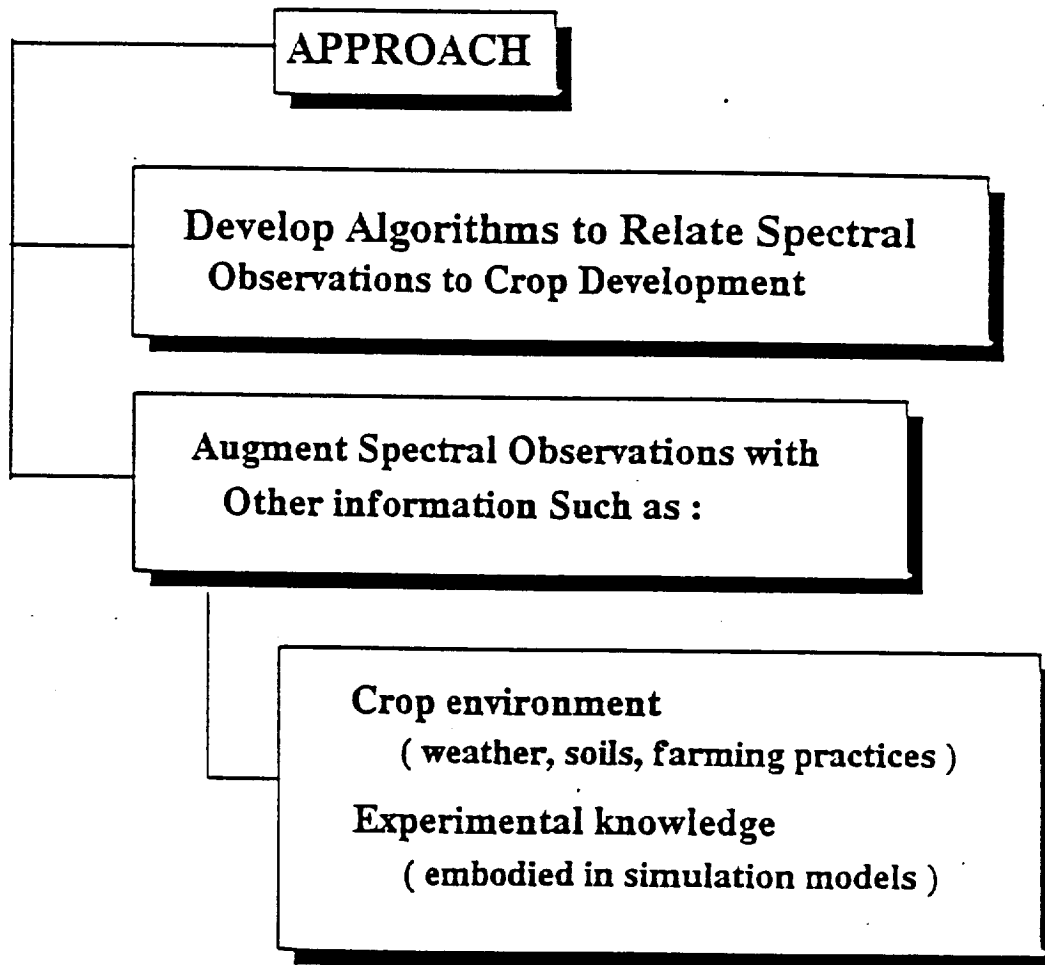 APPROACH
Develop Algorithms to Relate Spectral
Observations to Crop Development
Augment Spectral Observations with
Other information Such as :
Crop environment
( weather, soils, farming practices )
Experimental knowledge
( embodied in simulation models )